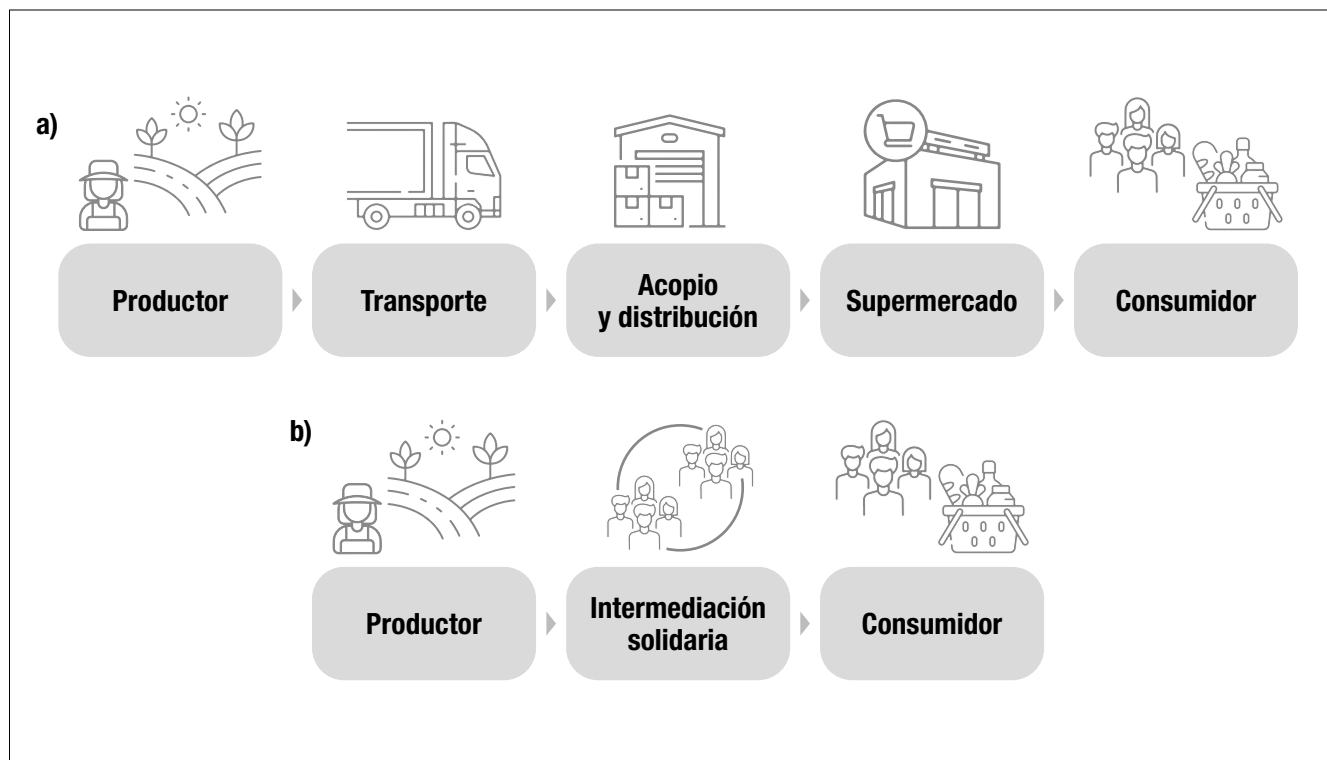 a)
Productor
Transporte
Acopio
y distribución
Supermercado
Consumidor
b)
Productor
Intermediación
solidaria
Consumidor